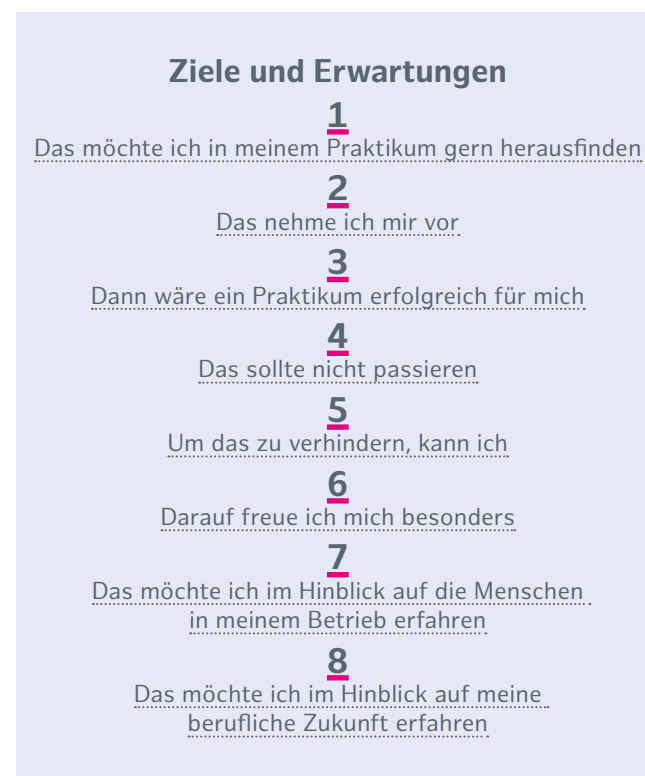 Ziele und Erwartungen
1
Das möchte ich in meinem Praktikum gern herausfinden
2
Das nehme ich mir vor
3
Dann wäre ein Praktikum erfolgreich für mich
4
Das sollte nicht passieren
5
Um das zu verhindern, kann ich
6
Darauf freue ich mich besonders
7
Das möchte ich im Hinblick auf die Menschen
in meinem Betrieb erfahren
8
Das möchte ich im Hinblick auf meine
berufliche Zukunft erfahren